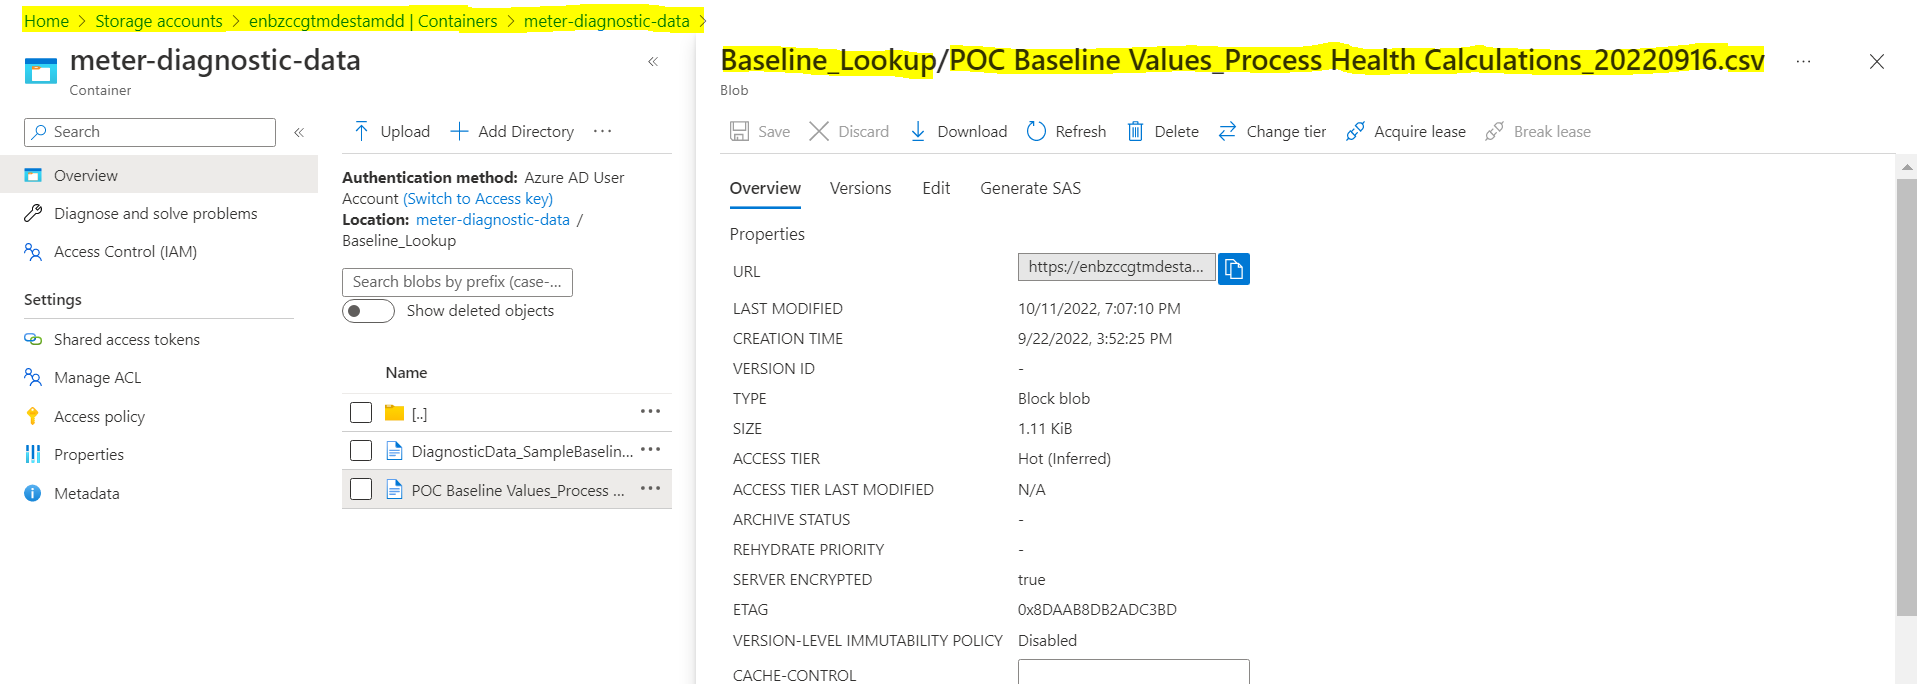 Home > Storage accounts > enbzccgtmdestamdd | Containers > meter-diagnostic-data >
meter-diagnostic-data
Container
Search
Overview
Diagnose and solve problems
Access Control (IAM)
Settings
Shared access tokens
Manage ACL
Access policy
Properties
Metadata
Upload Add Directory ...
Authentication method: Azure AD User
Account (Switch to Access key)
Location: meter-diagnostic-data /
Baseline_Lookup
Search blobs by prefix (case-...
Show deleted objects
Name
[..]
DiagnosticData_SampleBaselin...
POC Baseline Values_Process ...
Baseline_Lookup/POC Baseline Values_Process Health Calculations_20220916.csv ...
Blob
Save Discard Download Refresh Delete Change tier Acquire lease Break lease
Overview Versions Edit Generate SAS
Properties
URL https://enbzccgtmdesta...
LAST MODIFIED 10/11/2022, 7:07:10 PM
CREATION TIME 9/22/2022, 3:52:25 PM
VERSION ID -
TYPE Block blob
SIZE 1.11 KiB
ACCESS TIER Hot (Inferred)
ACCESS TIER LAST MODIFIED N/A
ARCHIVE STATUS -
REHYDRATE PRIORITY -
SERVER ENCRYPTED true
ETAG 0x8DAAB8DB2ADC3BD
VERSION-LEVEL IMMUTABILITY POLICY Disabled
CACHE-CONTROL